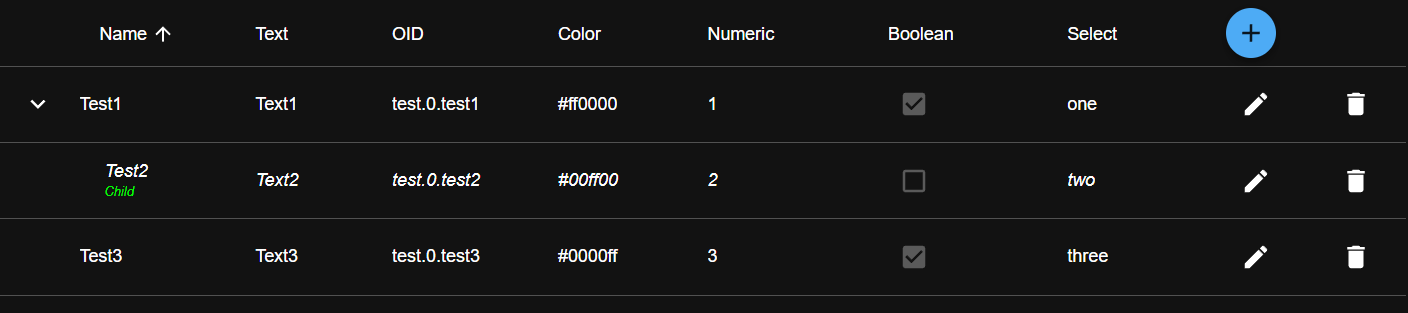 Name Text OID Color Numeric Boolean Select
Test1 Text1 test.0.test1 #ff0000 1 one
Test2 Text2 test.0.test2 #00ff00 2 two
Child
Test3 Text3 test.0.test3 #0000ff 3 three